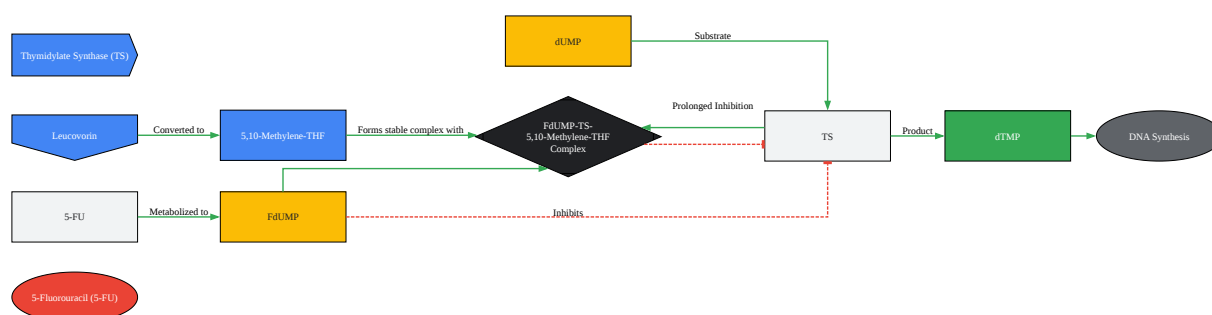 dUMP
Substrate
Thymidylate Synthase (TS)
Leucovorin
Converted to
5,10-Methylene-THF
Forms stable complex with
FdUMP-TS-
5,10-Methylene-THF
Complex
Prolonged Inhibition
TS
Product
dTMP
DNA Synthesis
5-FU
Metabolized to
FdUMP
Inhibits
5-Fluorouracil (5-FU)